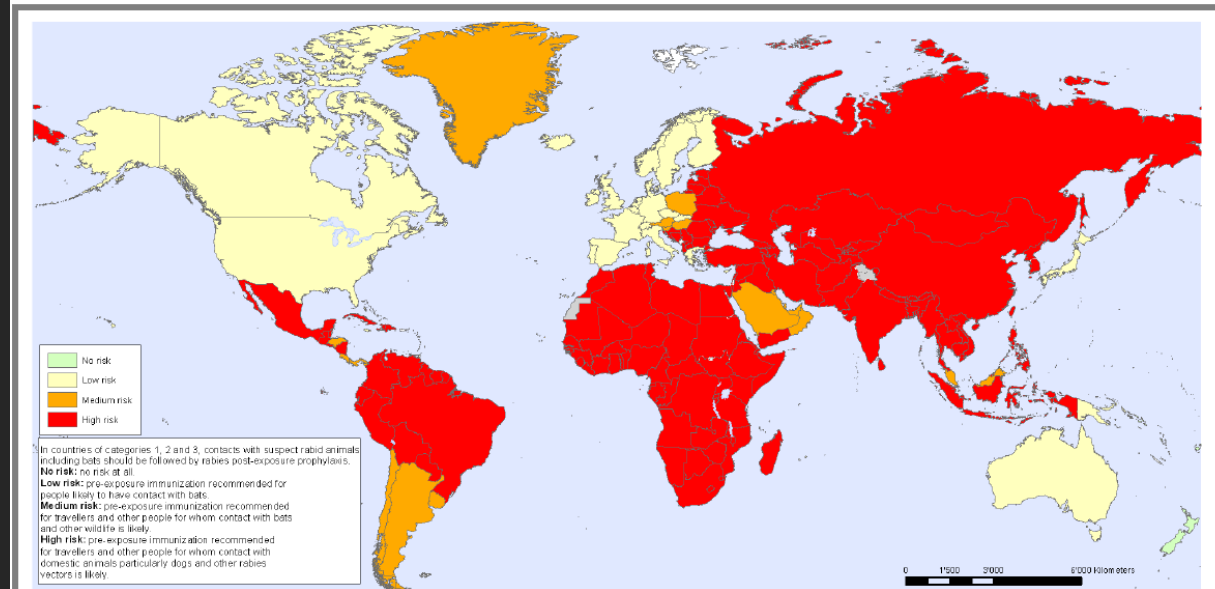 No risk
Low risk
Medium risk
High risk
In countries of categories 1, 2 and 3, contacts with suspect rabid animals
including bats should be followed by rabies post-exposure prophylaxis.
No risk: no risk at all.
Low risk: pre-exposure immunization recommended for
people likely to have contact with bats.
Medium risk: pre-exposure immunization recommended
for travellers and other people for whom contact with bats
and other wildlife is likely.
High risk: pre-exposure immunization recommended
for travellers and other people for whom contact with
domestic animals particularly dogs and other rabies
vectors is likely.
0 1'500 3'000 6'000 Kilometers